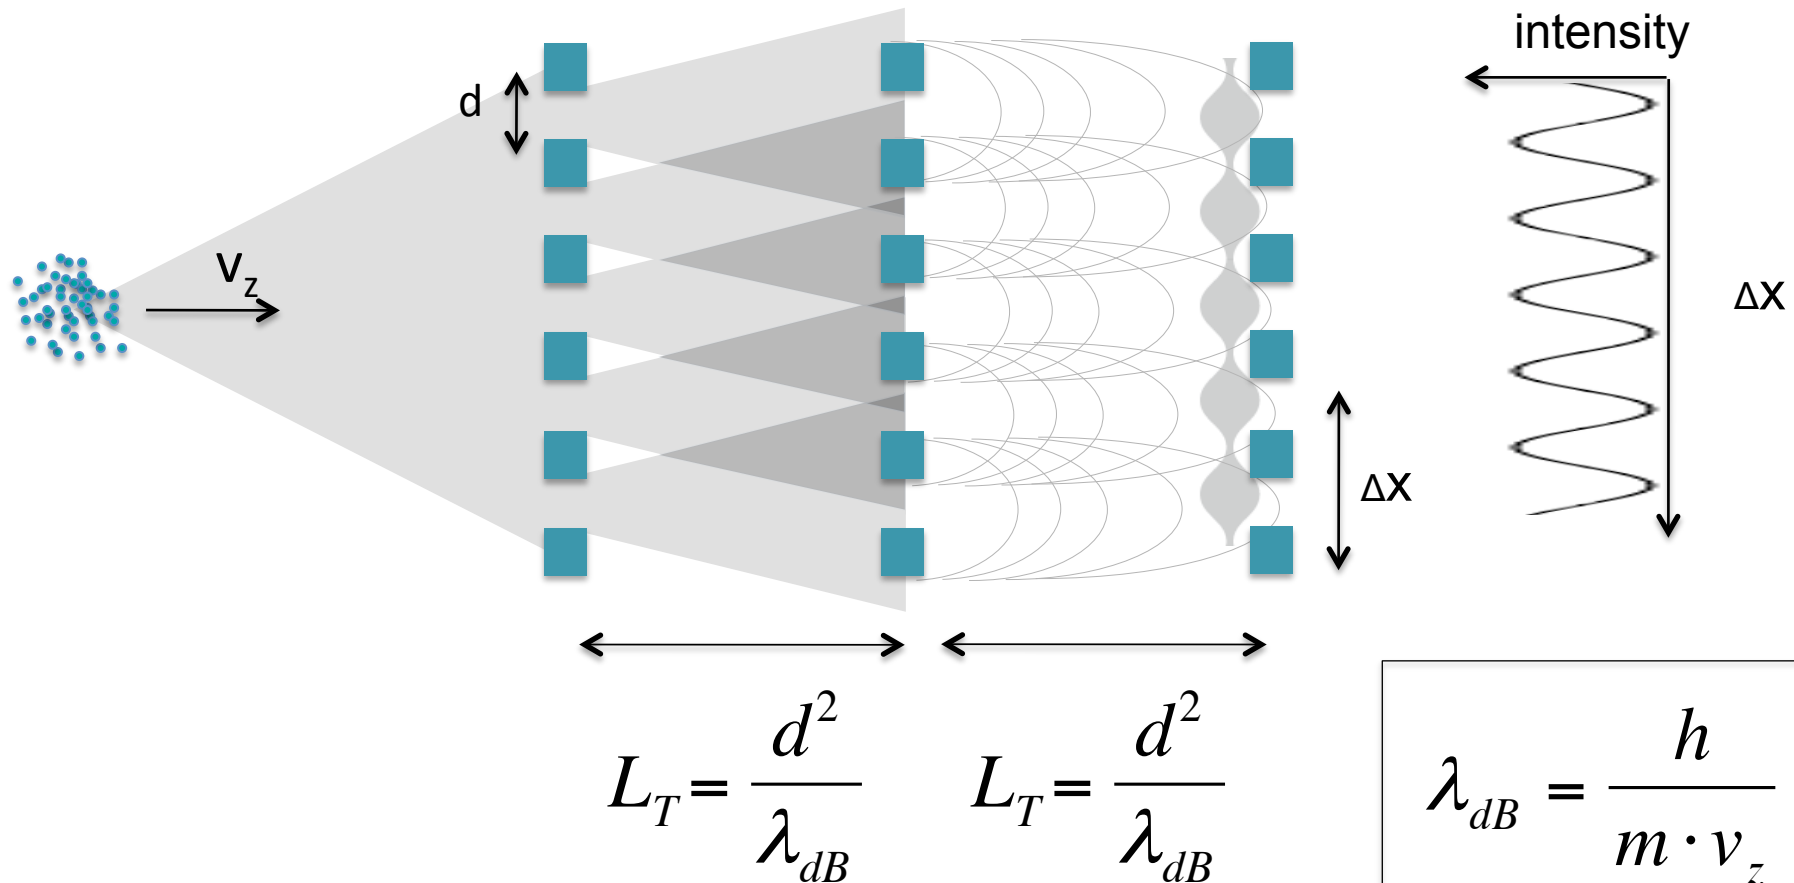 intensity
d
v_z
Δx
Δx
L_T = d^2 / λ_dB
L_T = d^2 / λ_dB
λ_dB = h / m · v_z